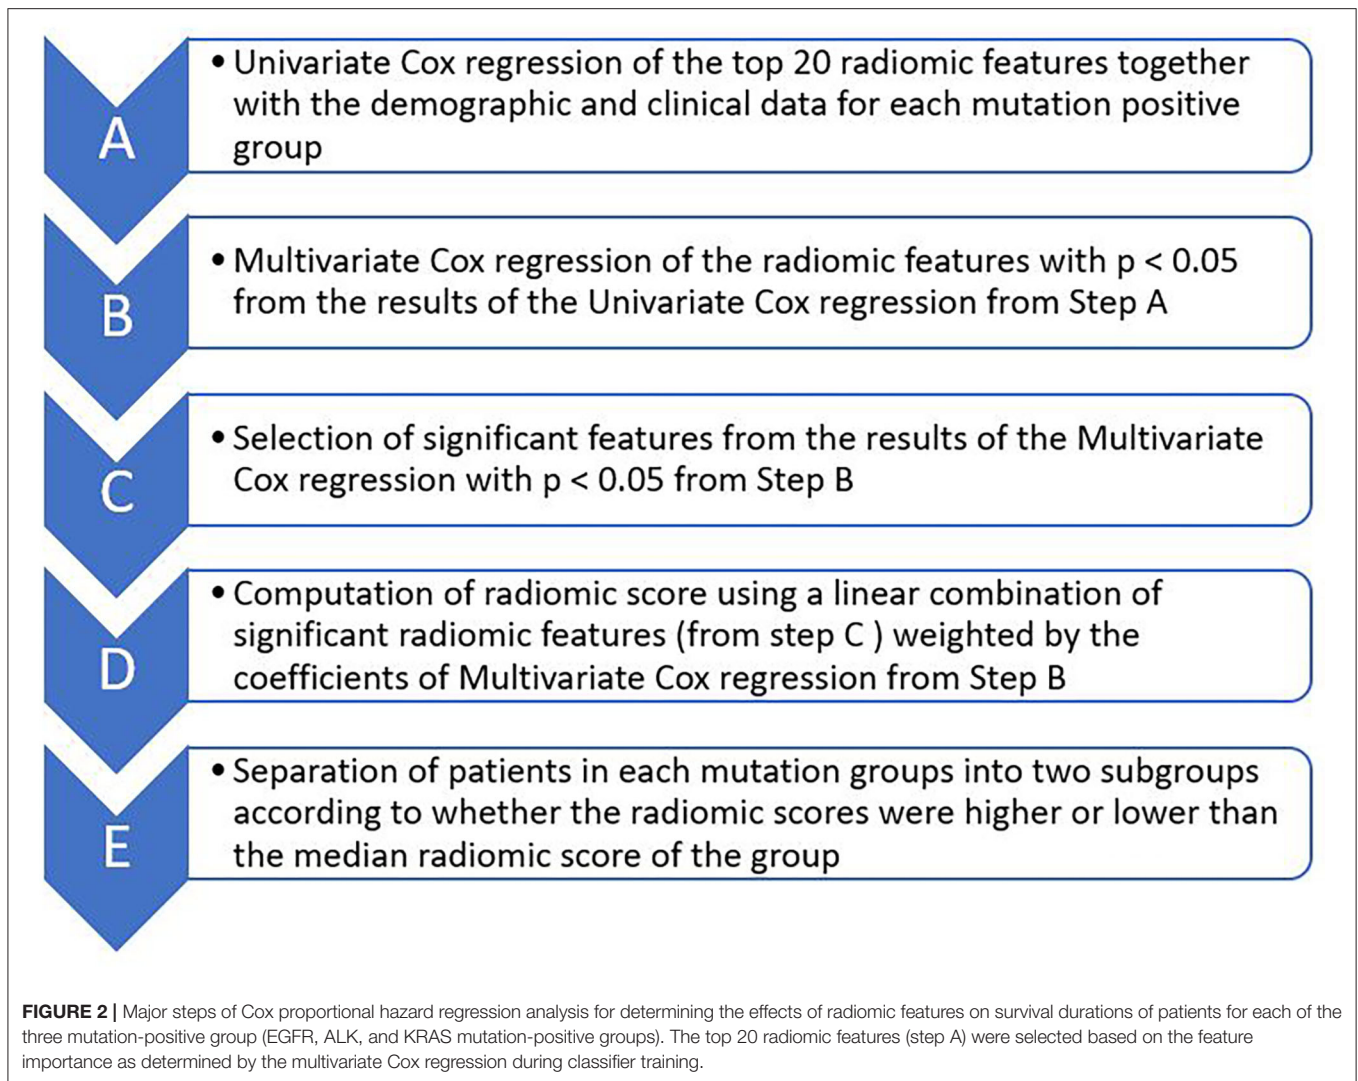 A
• Univariate Cox regression of the top 20 radiomic features together
with the demographic and clinical data for each mutation positive
group
B
• Multivariate Cox regression of the radiomic features with p < 0.05
from the results of the Univariate Cox regression from Step A
C
• Selection of significant features from the results of the Multivariate
Cox regression with p < 0.05 from Step B
D
• Computation of radiomic score using a linear combination of
significant radiomic features (from step C ) weighted by the
coefficients of Multivariate Cox regression from Step B
E
• Separation of patients in each mutation groups into two subgroups
according to whether the radiomic scores were higher or lower than
the median radiomic score of the group
FIGURE 2 | Major steps of Cox proportional hazard regression analysis for determining the effects of radiomic features on survival durations of patients for each of the
three mutation-positive group (EGFR, ALK, and KRAS mutation-positive groups). The top 20 radiomic features (step A) were selected based on the feature
importance as determined by the multivariate Cox regression during classifier training.